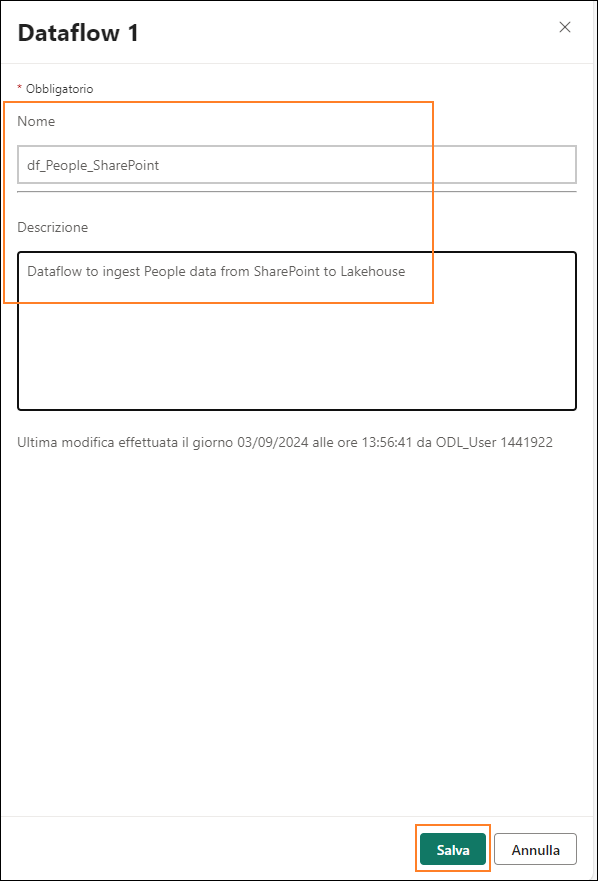 Dataflow 1
* Obbligatorio
Nome
df_People_SharePoint
Descrizione
Dataflow to ingest People data from SharePoint to Lakehouse
Ultima modifica effettuata il giorno 03/09/2024 alle ore 13:56:41 da ODL_User 1441922
Salva
Annulla